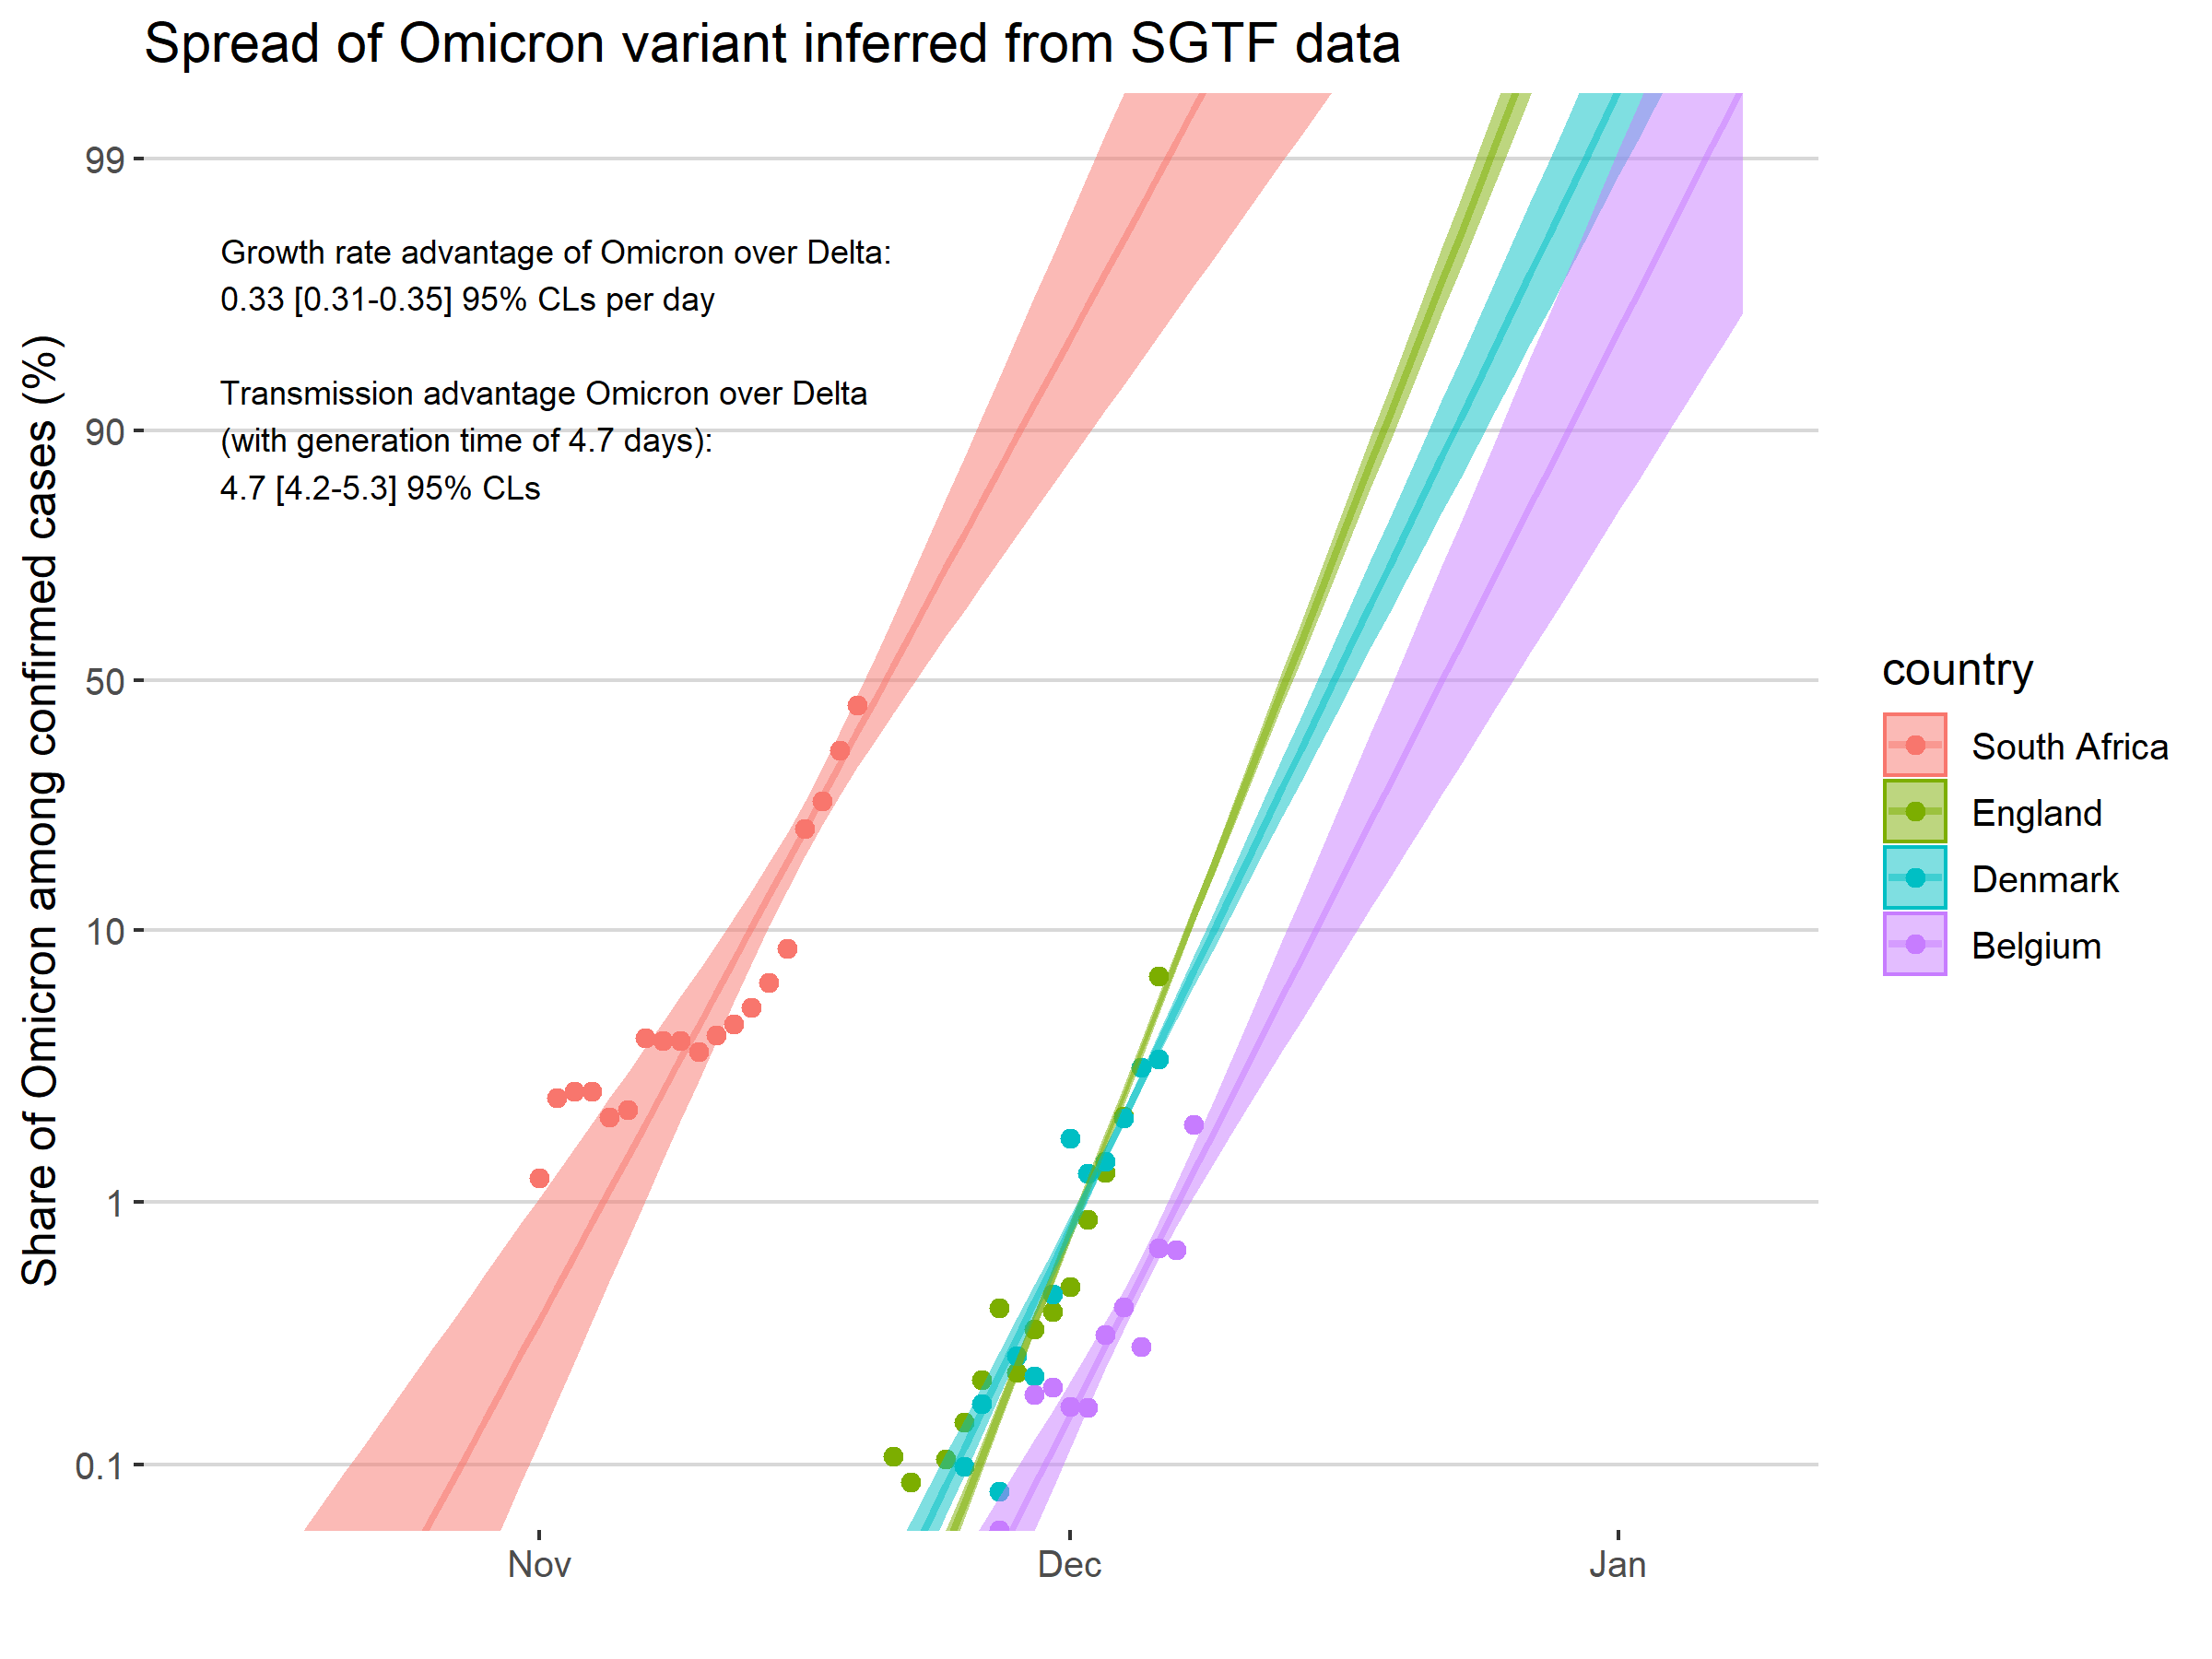 Spread of Omicron variant inferred from SGTF data
Share of Omicron among confirmed cases (%)
99
90
50
10
1
0.1
Growth rate advantage of Omicron over Delta:
0.33 [0.31-0.35] 95% CLs per day
Transmission advantage Omicron over Delta
(with generation time of 4.7 days):
4.7 [4.2-5.3] 95% CLs
Nov
Dec
Jan
country
South Africa
England
Denmark
Belgium